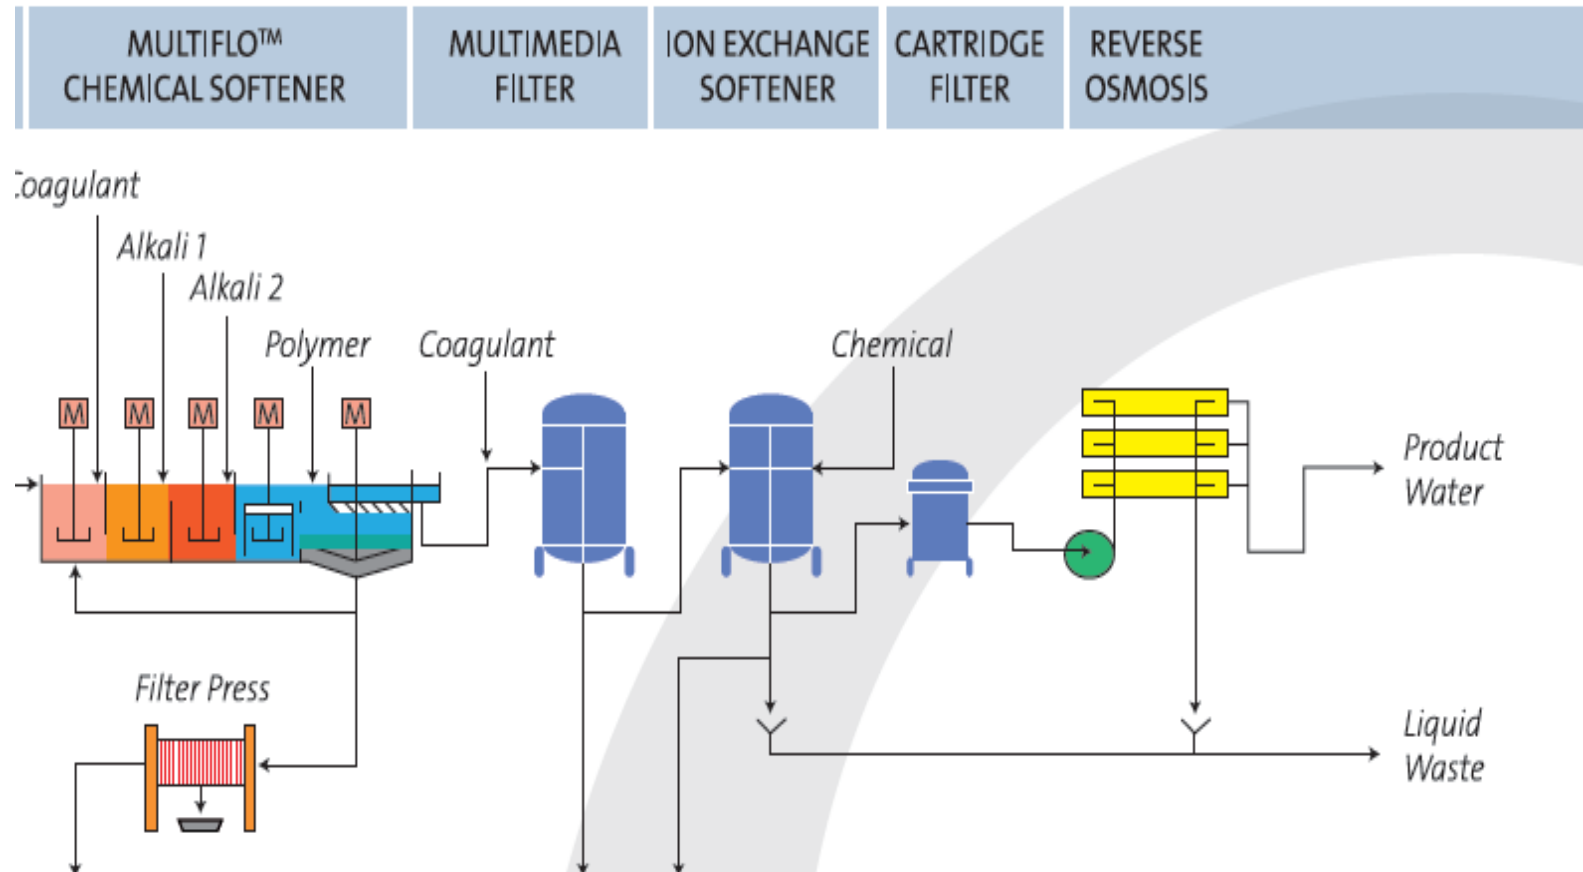 MULTIFLO™
CHEMICAL SOFTENER
MULTIMEDIA
FILTER
ION EXCHANGE
SOFTENER
CARTRIDGE
FILTER
REVERSE
OSMOSIS
Coagulant
Alkali 1
Alkali 2
Polymer
Coagulant
Chemical
M
M
M
M
M
Product
Water
Filter Press
Liquid
Waste